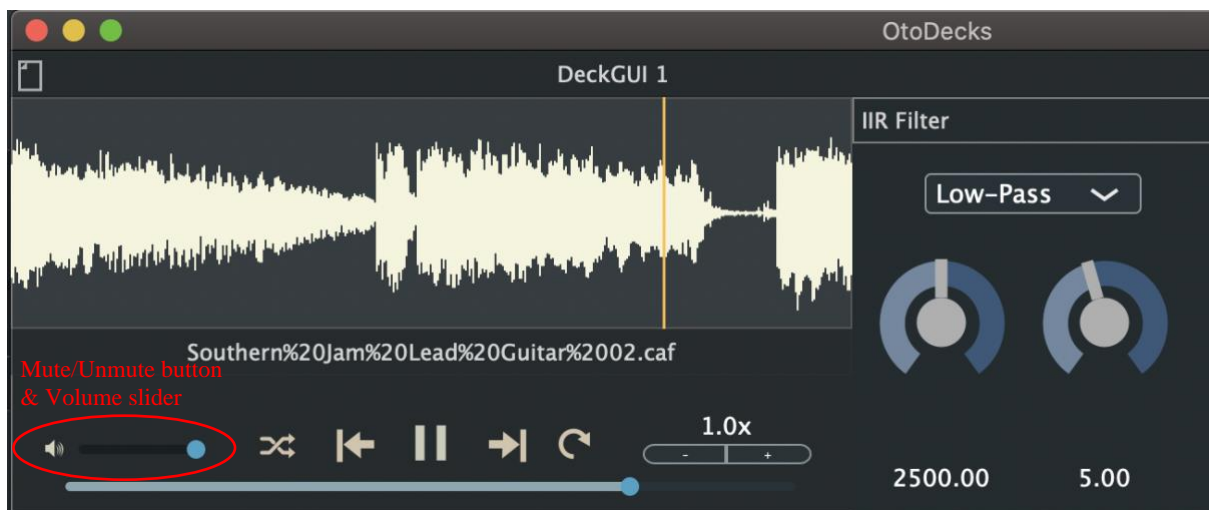 OtoDecks
DeckGUI 1
IIR Filter
Low-Pass
Southern%20Jam%20Lead%20Guitar%2002.caf
Mute/Unmute button
& Volume slider
1.0x
- +
2500.00 5.00